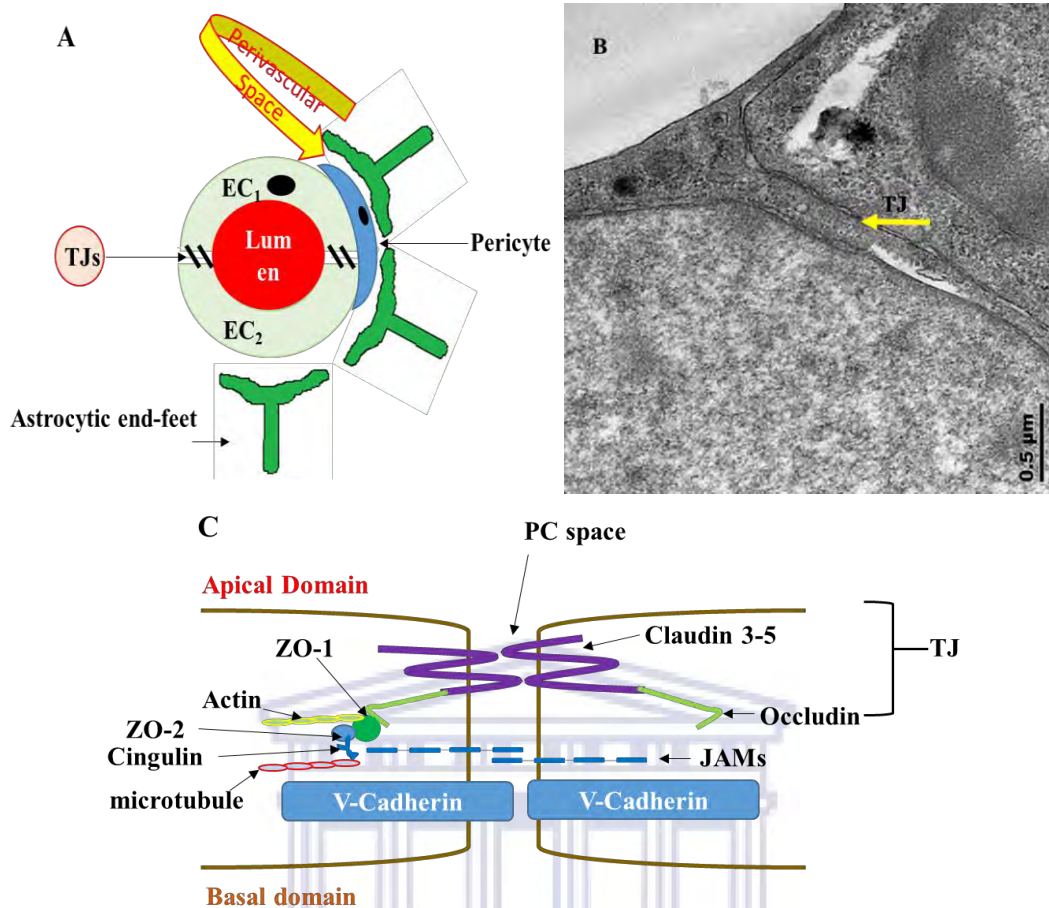 A
Perivascular
Space
EC1
Lum
en
EC2
TJs
Pericyte
Astrocytic end-feet
B
TJ
0.5 µm
C
PC space
Apical Domain
Claudin 3-5
ZO-1
TJ
Actin
Occludin
ZO-2
Cingulin
JAMs
microtubule
V-Cadherin
V-Cadherin
Basal domain